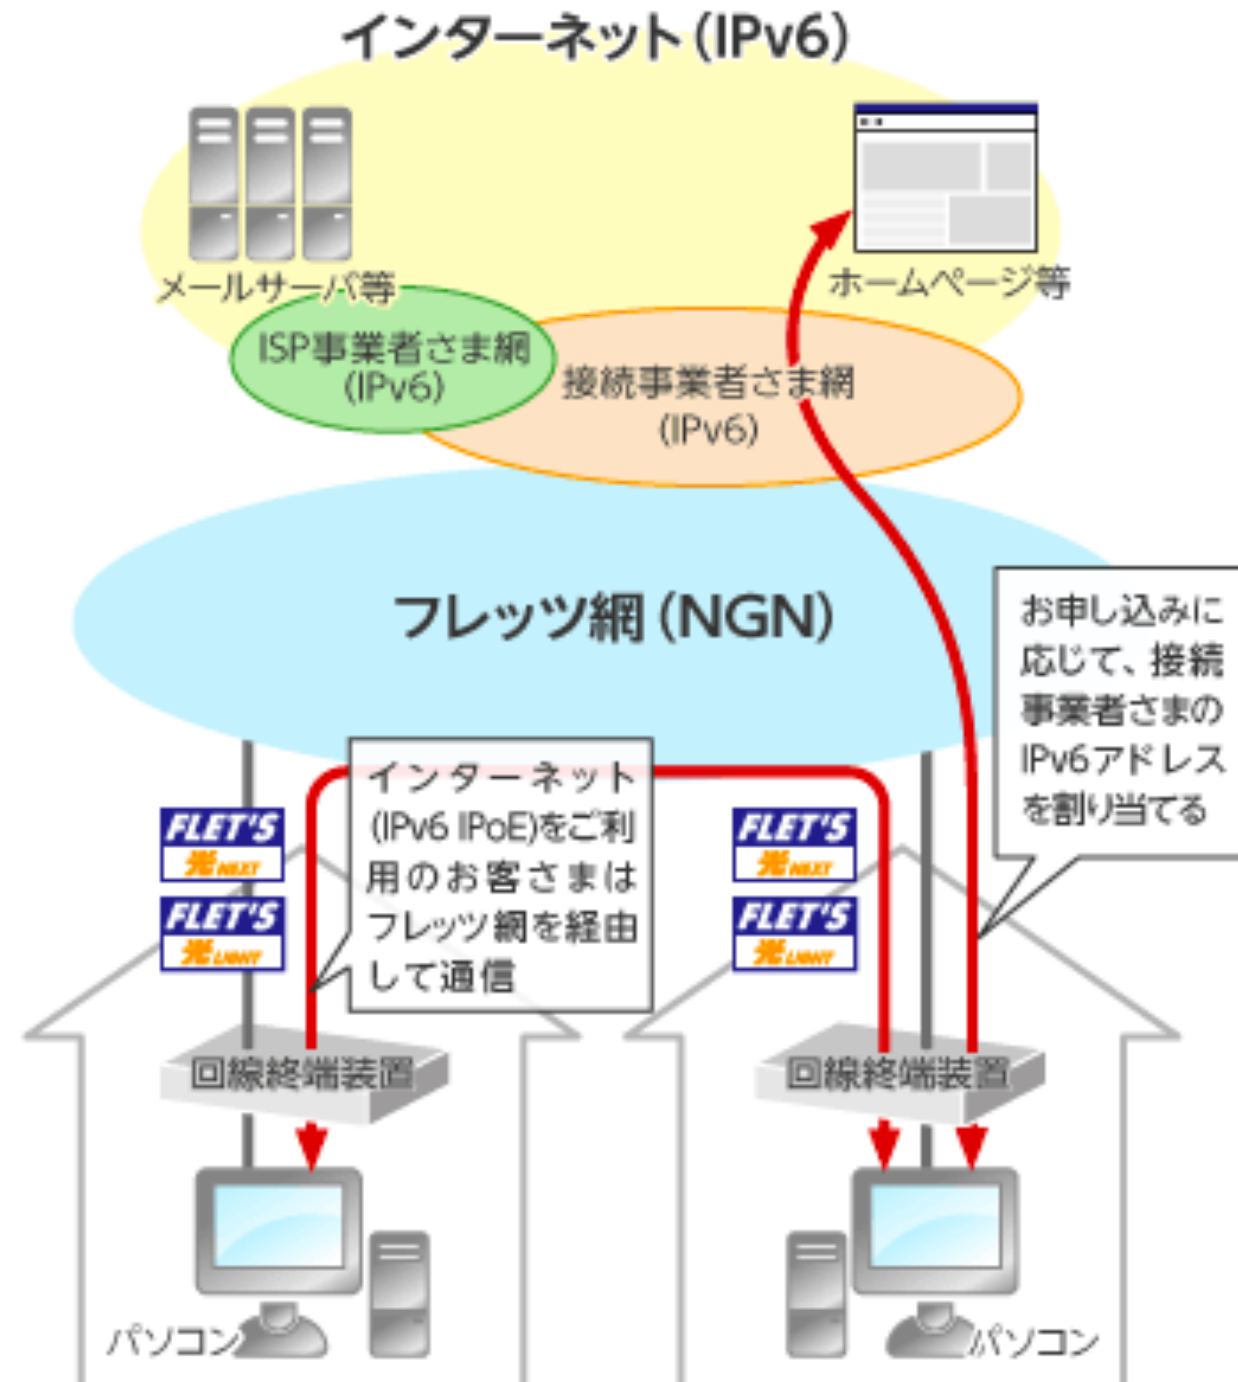 インターネット(IPv6)
メールサーバ等
ホームページ等
ISP事業者さま網
(IPv6)
接続事業者さま網
(IPv6)
フレッツ網(NGN)
お申し込みに
応じて、接続
事業者さまの
IPv6アドレス
を割り当てる
インターネット
(IPv6 IPoE)をご利
用のお客さまは
フレッツ網を経由
して通信
FLET'S
光NEXT
FLET'S
光LIGHT
FLET'S
光NEXT
FLET'S
光LIGHT
回線終端装置
回線終端装置
パソコン
パソコン